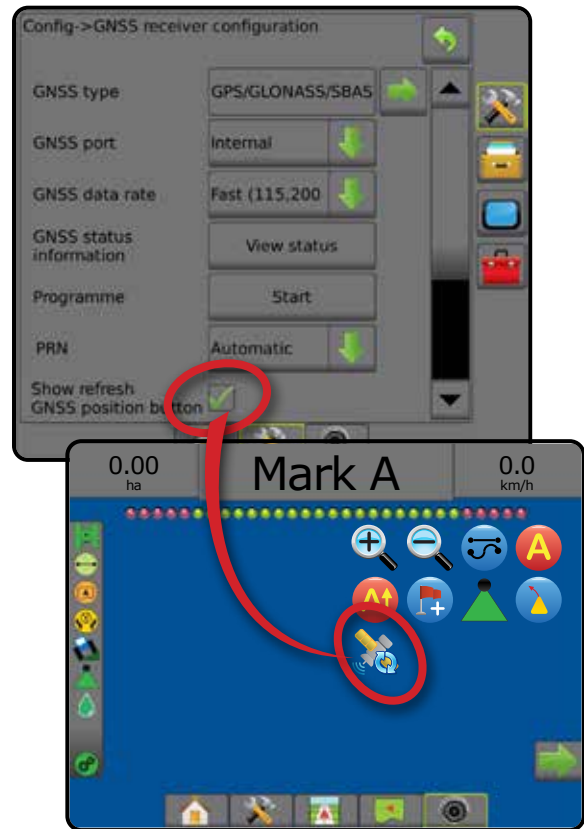 Config->GNSS receiver configuration
GNSS type GPS/GLONASS/SBAS
GNSS port Internal
GNSS data rate Fast (115,200
GNSS status
information
View status
Programme Start
PRN Automatic
Show refresh
GNSS position button
0.00
ha
Mark A
0.0
km/h
A
A